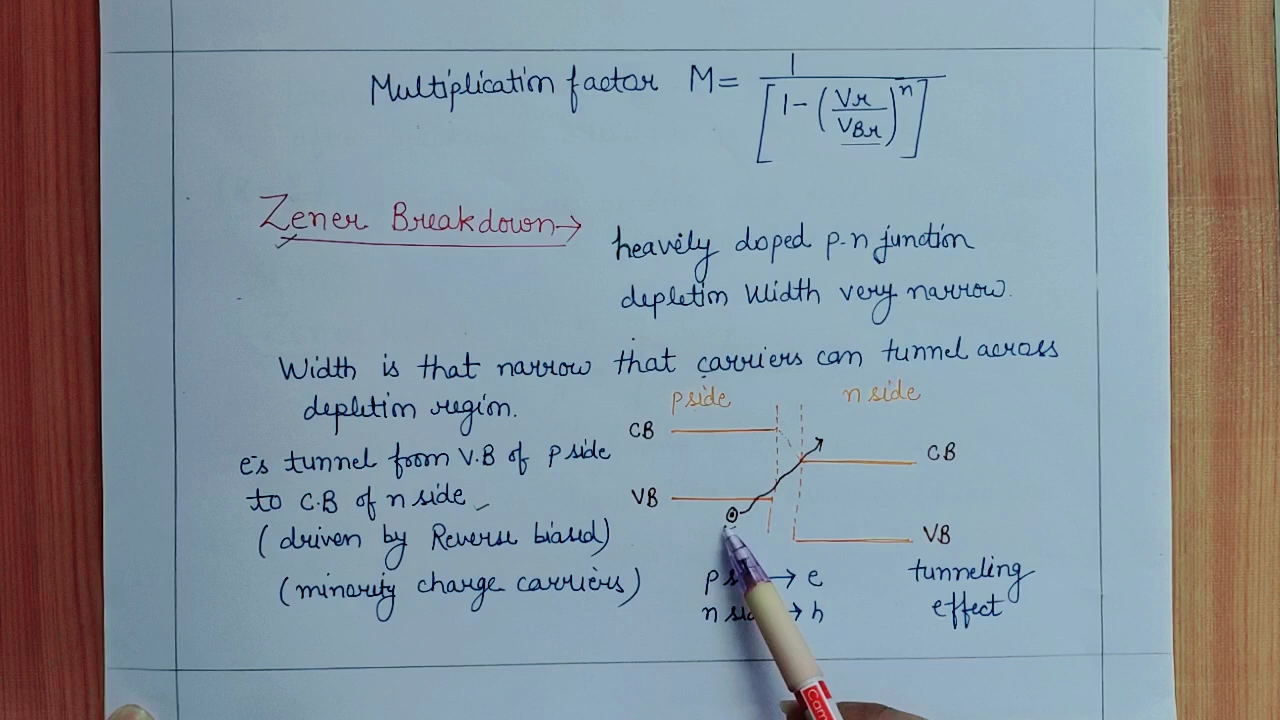 Multiplication factor M = 1 / [1 - (Vr / VBr)^n]
Zener Breakdown →
heavily doped p-n junction
depletion width very narrow.
Width is that narrow that carriers can tunnel across
depletion region.
p side n side
CB
CB
e⁻s tunnel from V.B of p side
to C.B of n side
VB
VB
(driven by Reverse biased)
(minority charge carriers)
→ e
→ h
tunneling
effect
Cam